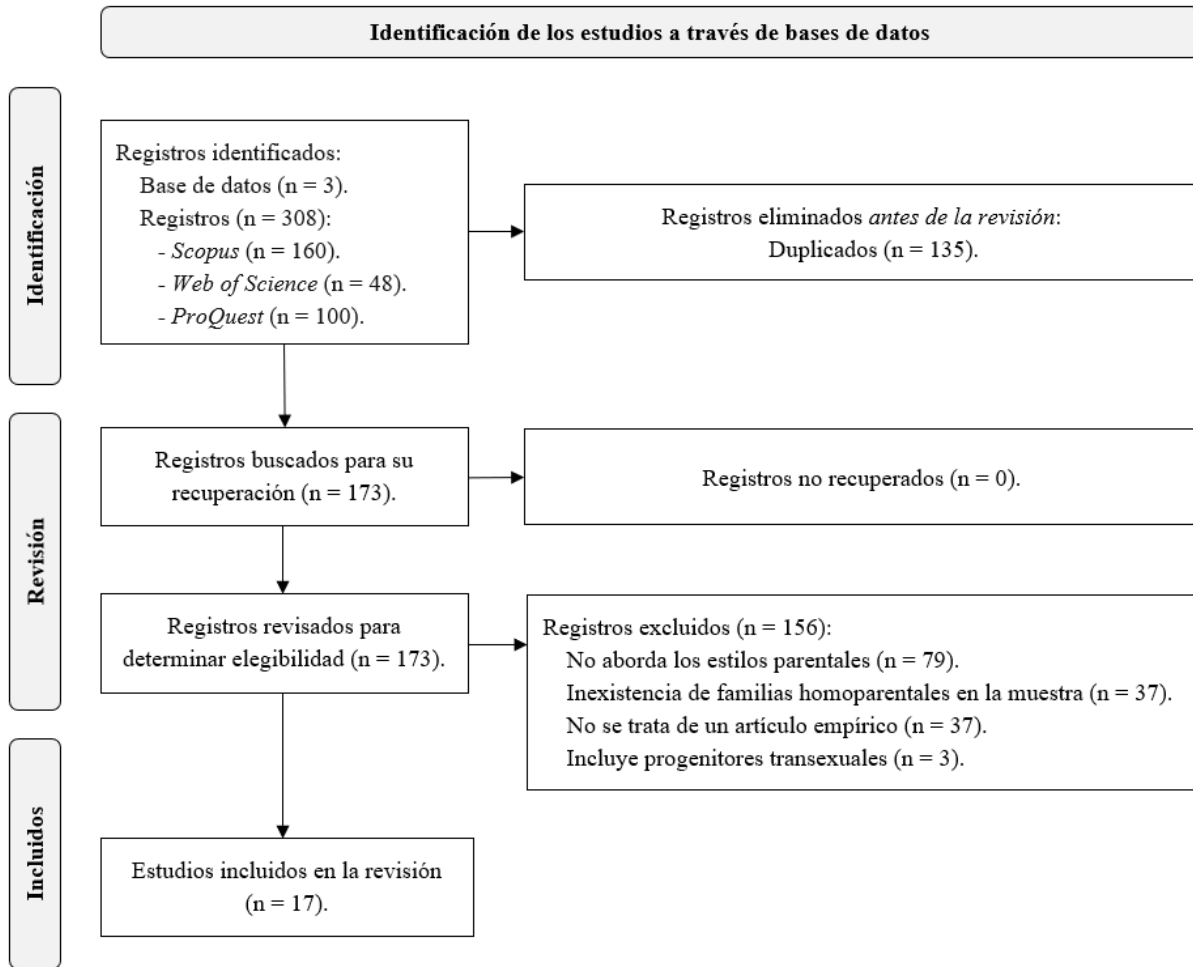 Identificación de los estudios a través de bases de datos
Identificación
Registros identificados:
Base de datos (n = 3).
Registros (n = 308):
- Scopus (n = 160).
- Web of Science (n = 48).
- ProQuest (n = 100).
Registros eliminados antes de la revisión:
Duplicados (n = 135).
Revisión
Registros buscados para su
recuperación (n = 173).
Registros no recuperados (n = 0).
Registros revisados para
determinar elegibilidad (n = 173).
Registros excluidos (n = 156):
No aborda los estilos parentales (n = 79).
Inexistencia de familias homoparentales en la muestra (n = 37).
No se trata de un artículo empírico (n = 37).
Incluye progenitores transexuales (n = 3).
Incluidos
Estudios incluidos en la revisión
(n = 17).